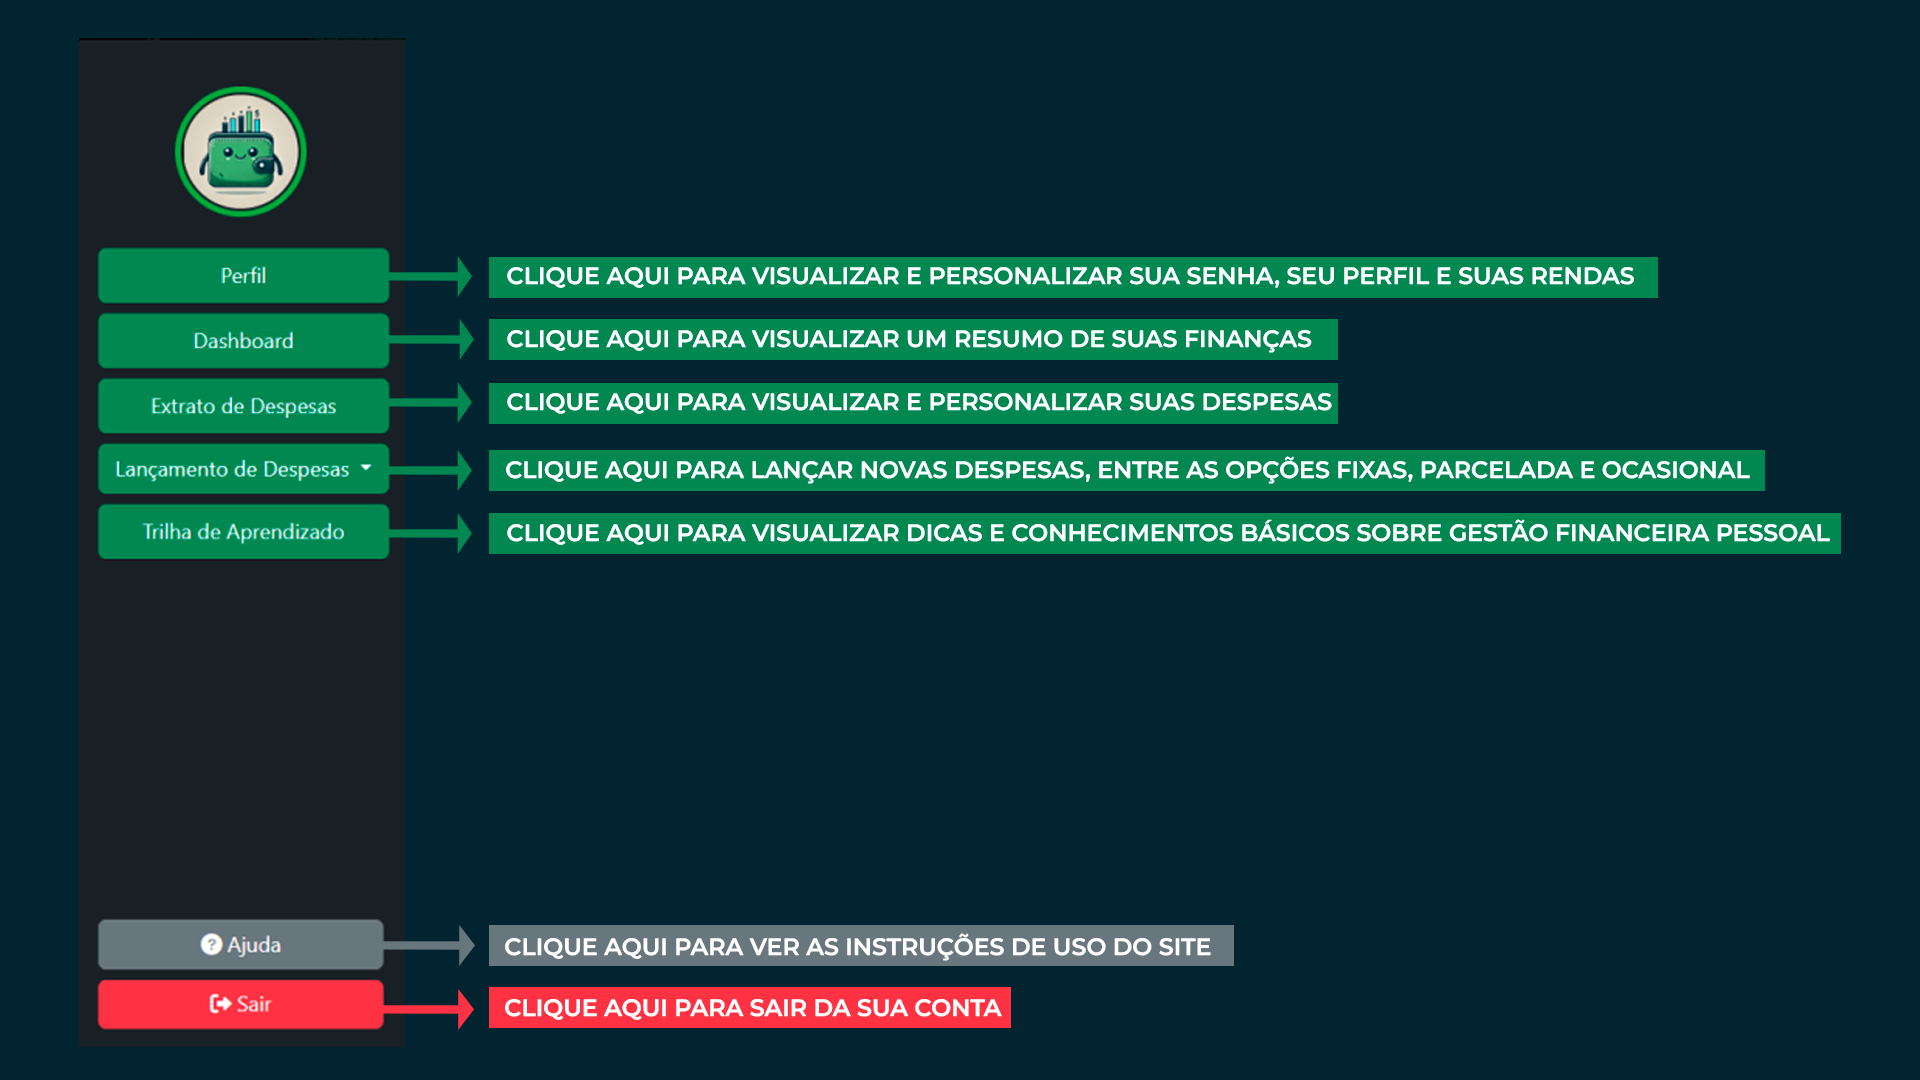 Perfil
CLIQUE AQUI PARA VISUALIZAR E PERSONALIZAR SUA SENHA, SEU PERFIL E SUAS RENDAS
Dashboard
CLIQUE AQUI PARA VISUALIZAR UM RESUMO DE SUAS FINANÇAS
Extrato de Despesas
CLIQUE AQUI PARA VISUALIZAR E PERSONALIZAR SUAS DESPESAS
Lançamento de Despesas
CLIQUE AQUI PARA LANÇAR NOVAS DESPESAS, ENTRE AS OPÇÕES FIXAS, PARCELADA E OCASIONAL
Trilha de Aprendizado
CLIQUE AQUI PARA VISUALIZAR DICAS E CONHECIMENTOS BÁSICOS SOBRE GESTÃO FINANCEIRA PESSOAL
Ajuda
CLIQUE AQUI PARA VER AS INSTRUÇÕES DE USO DO SITE
Sair
CLIQUE AQUI PARA SAIR DA SUA CONTA